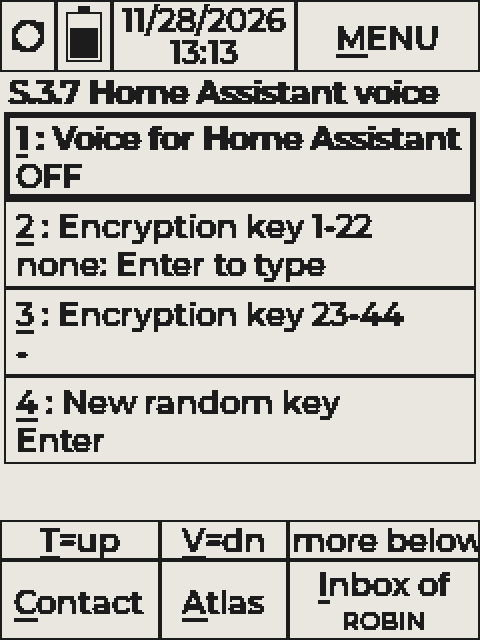 11/28/2026
13:13
MENU
S.3.7 Home Assistant voice
1 : Voice for Home Assistant
OFF
2 : Encryption key 1-22
none: Enter to type
3 : Encryption key 23-44
-
4 : New random key
Enter
T=up
V=dn
more below
Contact
Atlas
Inbox of
ROBIN